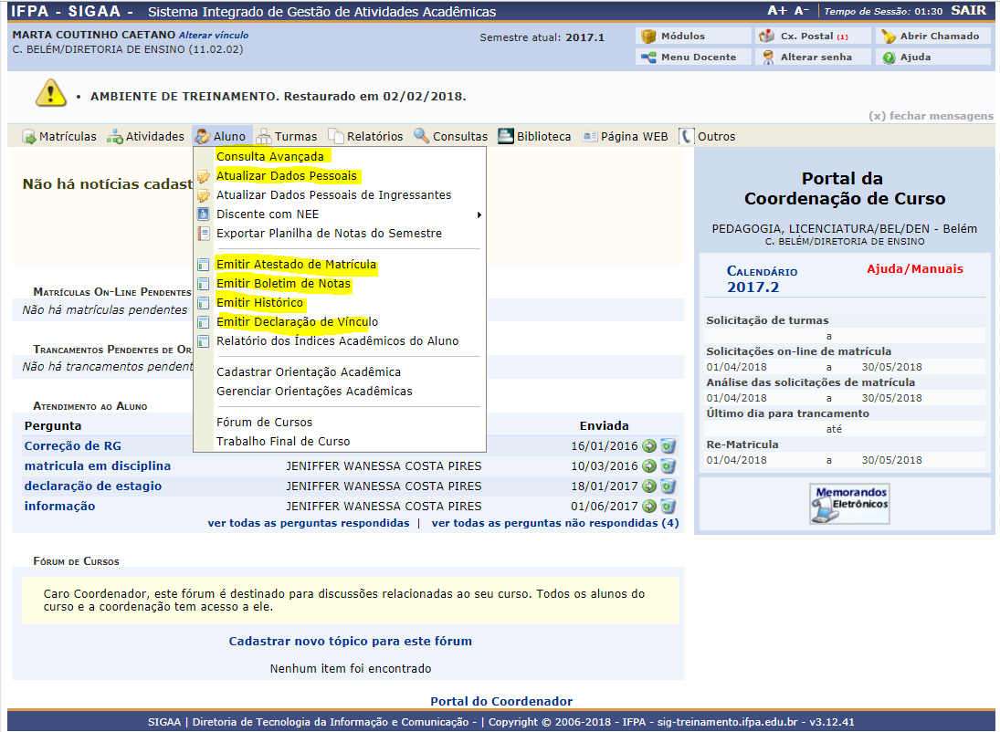 IFPA - SIGAA - Sistema Integrado de Gestão de Atividades Acadêmicas
A+ A- Tempo de Sessão: 01:30 SAIR
MARTA COUTINHO CAETANO Alterar vínculo
C. BELÉM/DIRETORIA DE ENSINO (11.02.02)
Semestre atual: 2017.1
Módulos Cx. Postal (1) Abrir Chamado
Menu Docente Alterar senha Ajuda
• AMBIENTE DE TREINAMENTO. Restaurado em 02/02/2018.
(x) fechar mensagens
Matrículas Atividades Aluno Turmas Relatórios Consultas Biblioteca Página WEB Outros
Consulta Avançada
Atualizar Dados Pessoais
Atualizar Dados Pessoais de Ingressantes
Discente com NEE
Exportar Planilha de Notas do Semestre
Emitir Atestado de Matrícula
Emitir Boletim de Notas
Emitir Histórico
Emitir Declaração de Vínculo
Relatório dos Índices Acadêmicos do Aluno
Cadastrar Orientação Acadêmica
Gerenciar Orientações Acadêmicas
Fórum de Cursos
Trabalho Final de Curso
Não há notícias cadast
Matrículas On-Line Pendentes
Não há matrículas pendentes
Trancamentos Pendentes de Or
Não há trancamentos pendent
Atendimento ao Aluno
Pergunta Enviada
Correção de RG 16/01/2016
matricula em disciplina JENIFFER WANESSA COSTA PIRES 10/03/2016
declaração de estagio JENIFFER WANESSA COSTA PIRES 18/01/2017
informação JENIFFER WANESSA COSTA PIRES 01/06/2017
ver todas as perguntas respondidas | ver todas as perguntas não respondidas (4)
Fórum de Cursos
Caro Coordenador, este fórum é destinado para discussões relacionadas ao seu curso. Todos os alunos do
curso e a coordenação tem acesso a ele.
Cadastrar novo tópico para este fórum
Nenhum item foi encontrado
Portal da
Coordenação de Curso
PEDAGOGIA, LICENCIATURA/BEL/DEN - Belém
C. BELÉM/DIRETORIA DE ENSINO
Calendário
2017.2
Ajuda/Manuais
Solicitação de turmas
a
Solicitações on-line de matrícula
01/04/2018 a 30/05/2018
Análise das solicitações de matrícula
01/04/2018 a 30/05/2018
Último dia para trancamento
até
Re-Matricula
01/04/2018 a 30/05/2018
Memorandos
Eletrônicos
Portal do Coordenador
SIGAA | Diretoria de Tecnologia da Informação e Comunicação - | Copyright © 2006-2018 - IFPA - sig-treinamento.ifpa.edu.br - v3.12.41